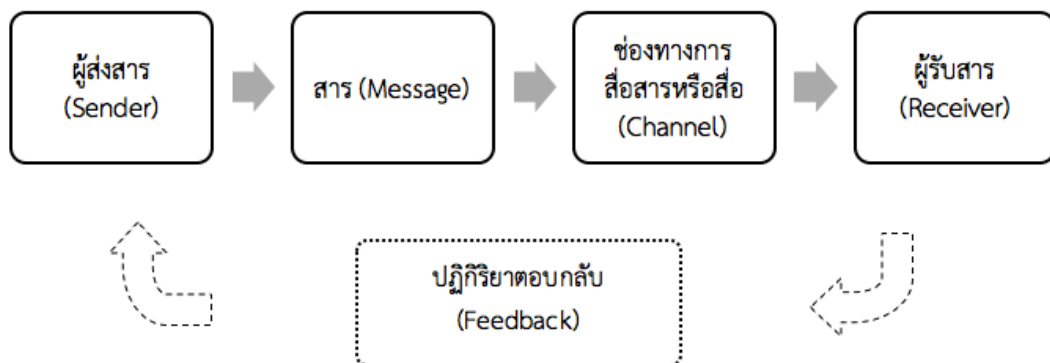 ผู้ส่งสาร
(Sender)
สาร (Message)
ช่องทางการ
สื่อสารหรือสื่อ
(Channel)
ผู้รับสาร
(Receiver)
ปฏิกิริยาตอบกลับ
(Feedback)